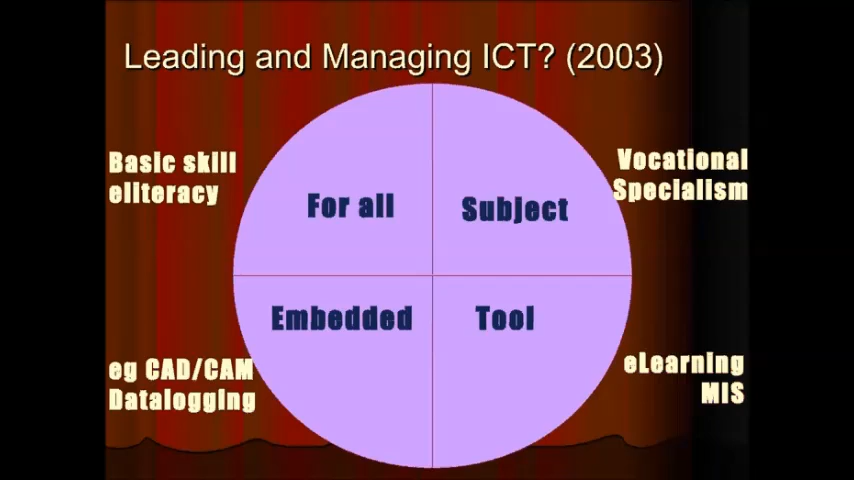 Leading and Managing ICT? (2003)
Basic skill
eliteracy
For all
Subject
Vocational
Specialism
Embedded
Tool
eg CAD/CAM
Datalogging
eLearning
MIS